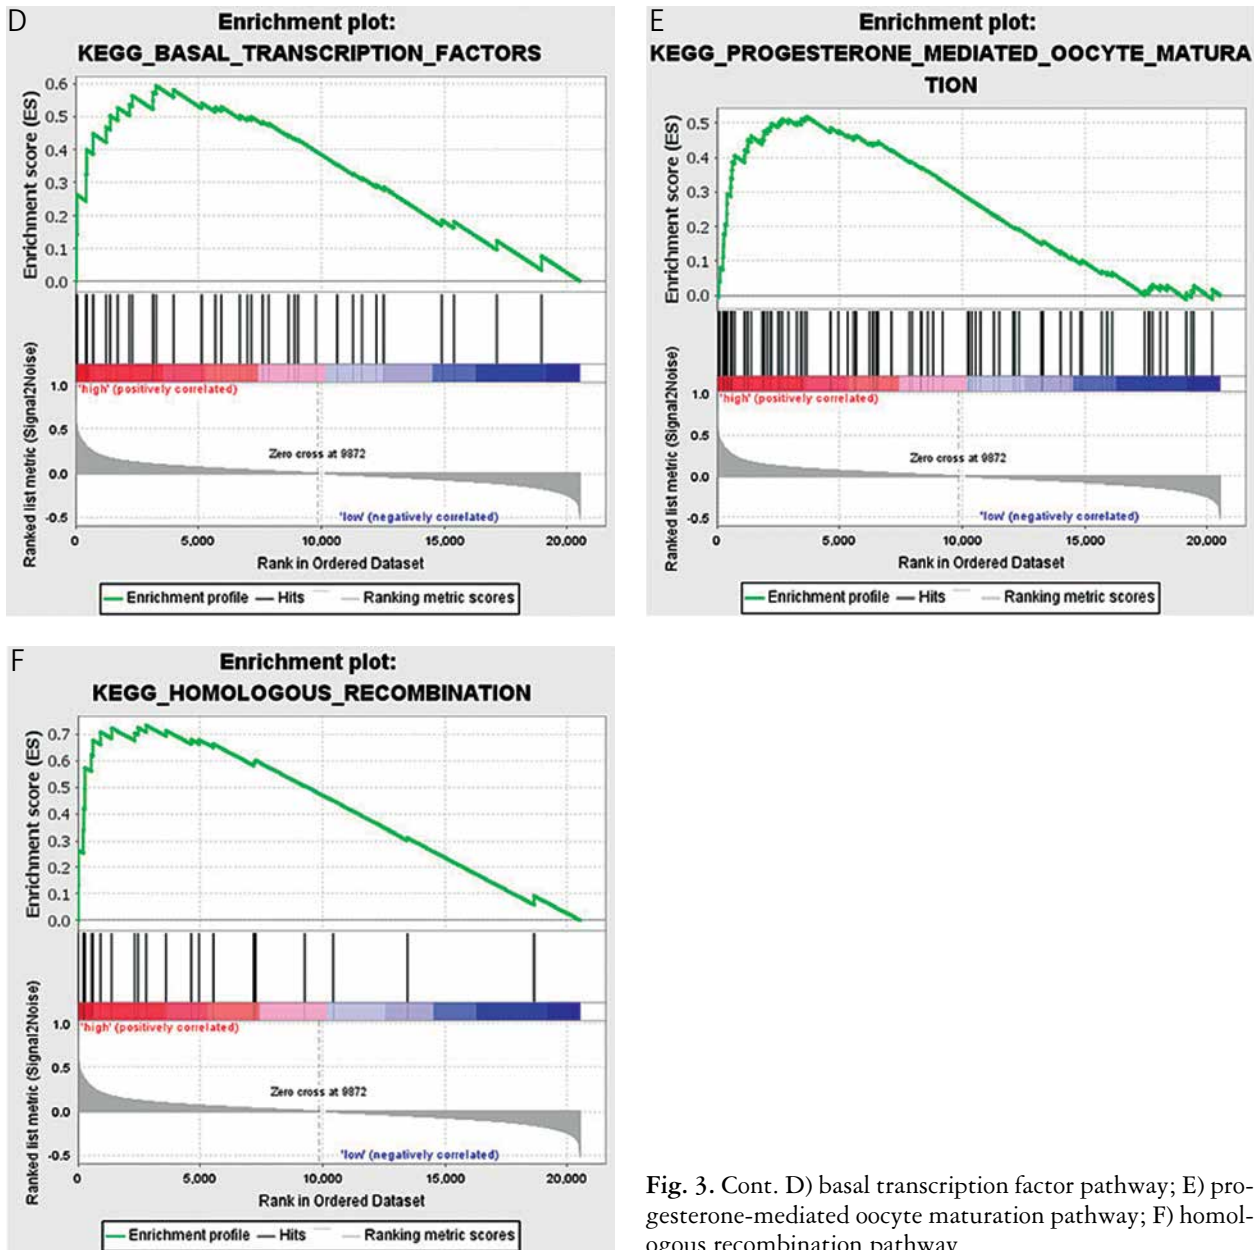 D
Enrichment plot:
KEGG_BASAL_TRANSCRIPTION_FACTORS
Enrichment score (ES)
0.6
0.5
0.4
0.3
0.2
0.1
0.0
'high' (positively correlated)
Ranked list metric (Signal2Noise)
1.0
0.5
0.0
-0.5
Zero cross at 9872
'low' (negatively correlated)
0 5,000 10,000 15,000 20,000
Rank in Ordered Dataset
Enrichment profile Hits Ranking metric scores
E
Enrichment plot:
KEGG_PROGESTERONE_MEDIATED_OOCYTE_MATURA
TION
Enrichment score (ES)
0.5
0.4
0.3
0.2
0.1
0.0
'high' (positively correlated)
Ranked list metric (Signal2Noise)
1.0
0.5
0.0
-0.5
Zero cross at 9872
'low' (negatively correlated)
0 5,000 10,000 15,000 20,000
Rank in Ordered Dataset
Enrichment profile Hits Ranking metric scores
F
Enrichment plot:
KEGG_HOMOLOGOUS_RECOMBINATION
Enrichment score (ES)
0.7
0.6
0.5
0.4
0.3
0.2
0.1
0.0
'high' (positively correlated)
Ranked list metric (Signal2Noise)
1.0
0.5
0.0
-0.5
Zero cross at 9872
'low' (negatively correlated)
0 5,000 10,000 15,000 20,000
Rank in Ordered Dataset
Enrichment profile Hits Ranking metric scores
Fig. 3. Cont. D) basal transcription factor pathway; E) pro-
gesterone-mediated oocyte maturation pathway; F) homol-
ogous recombination pathway